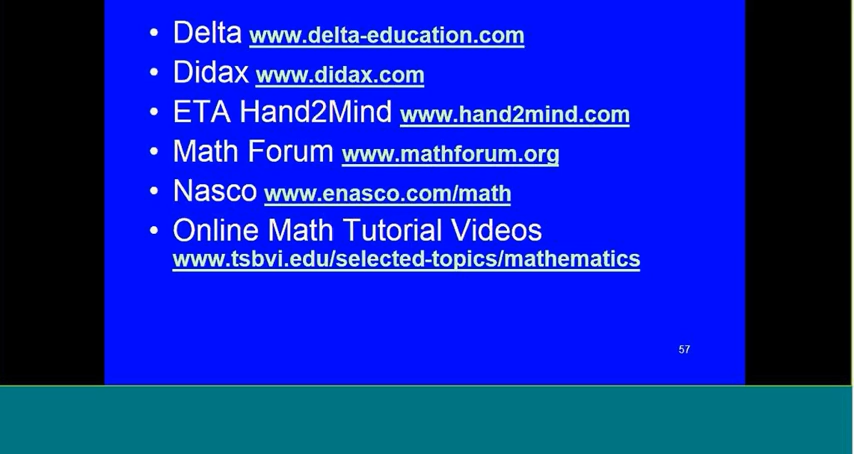 • Delta www.delta-education.com
• Didax www.didax.com
• ETA Hand2Mind www.hand2mind.com
• Math Forum www.mathforum.org
• Nasco www.enasco.com/math
• Online Math Tutorial Videos
www.tsbvi.edu/selected-topics/mathematics
57